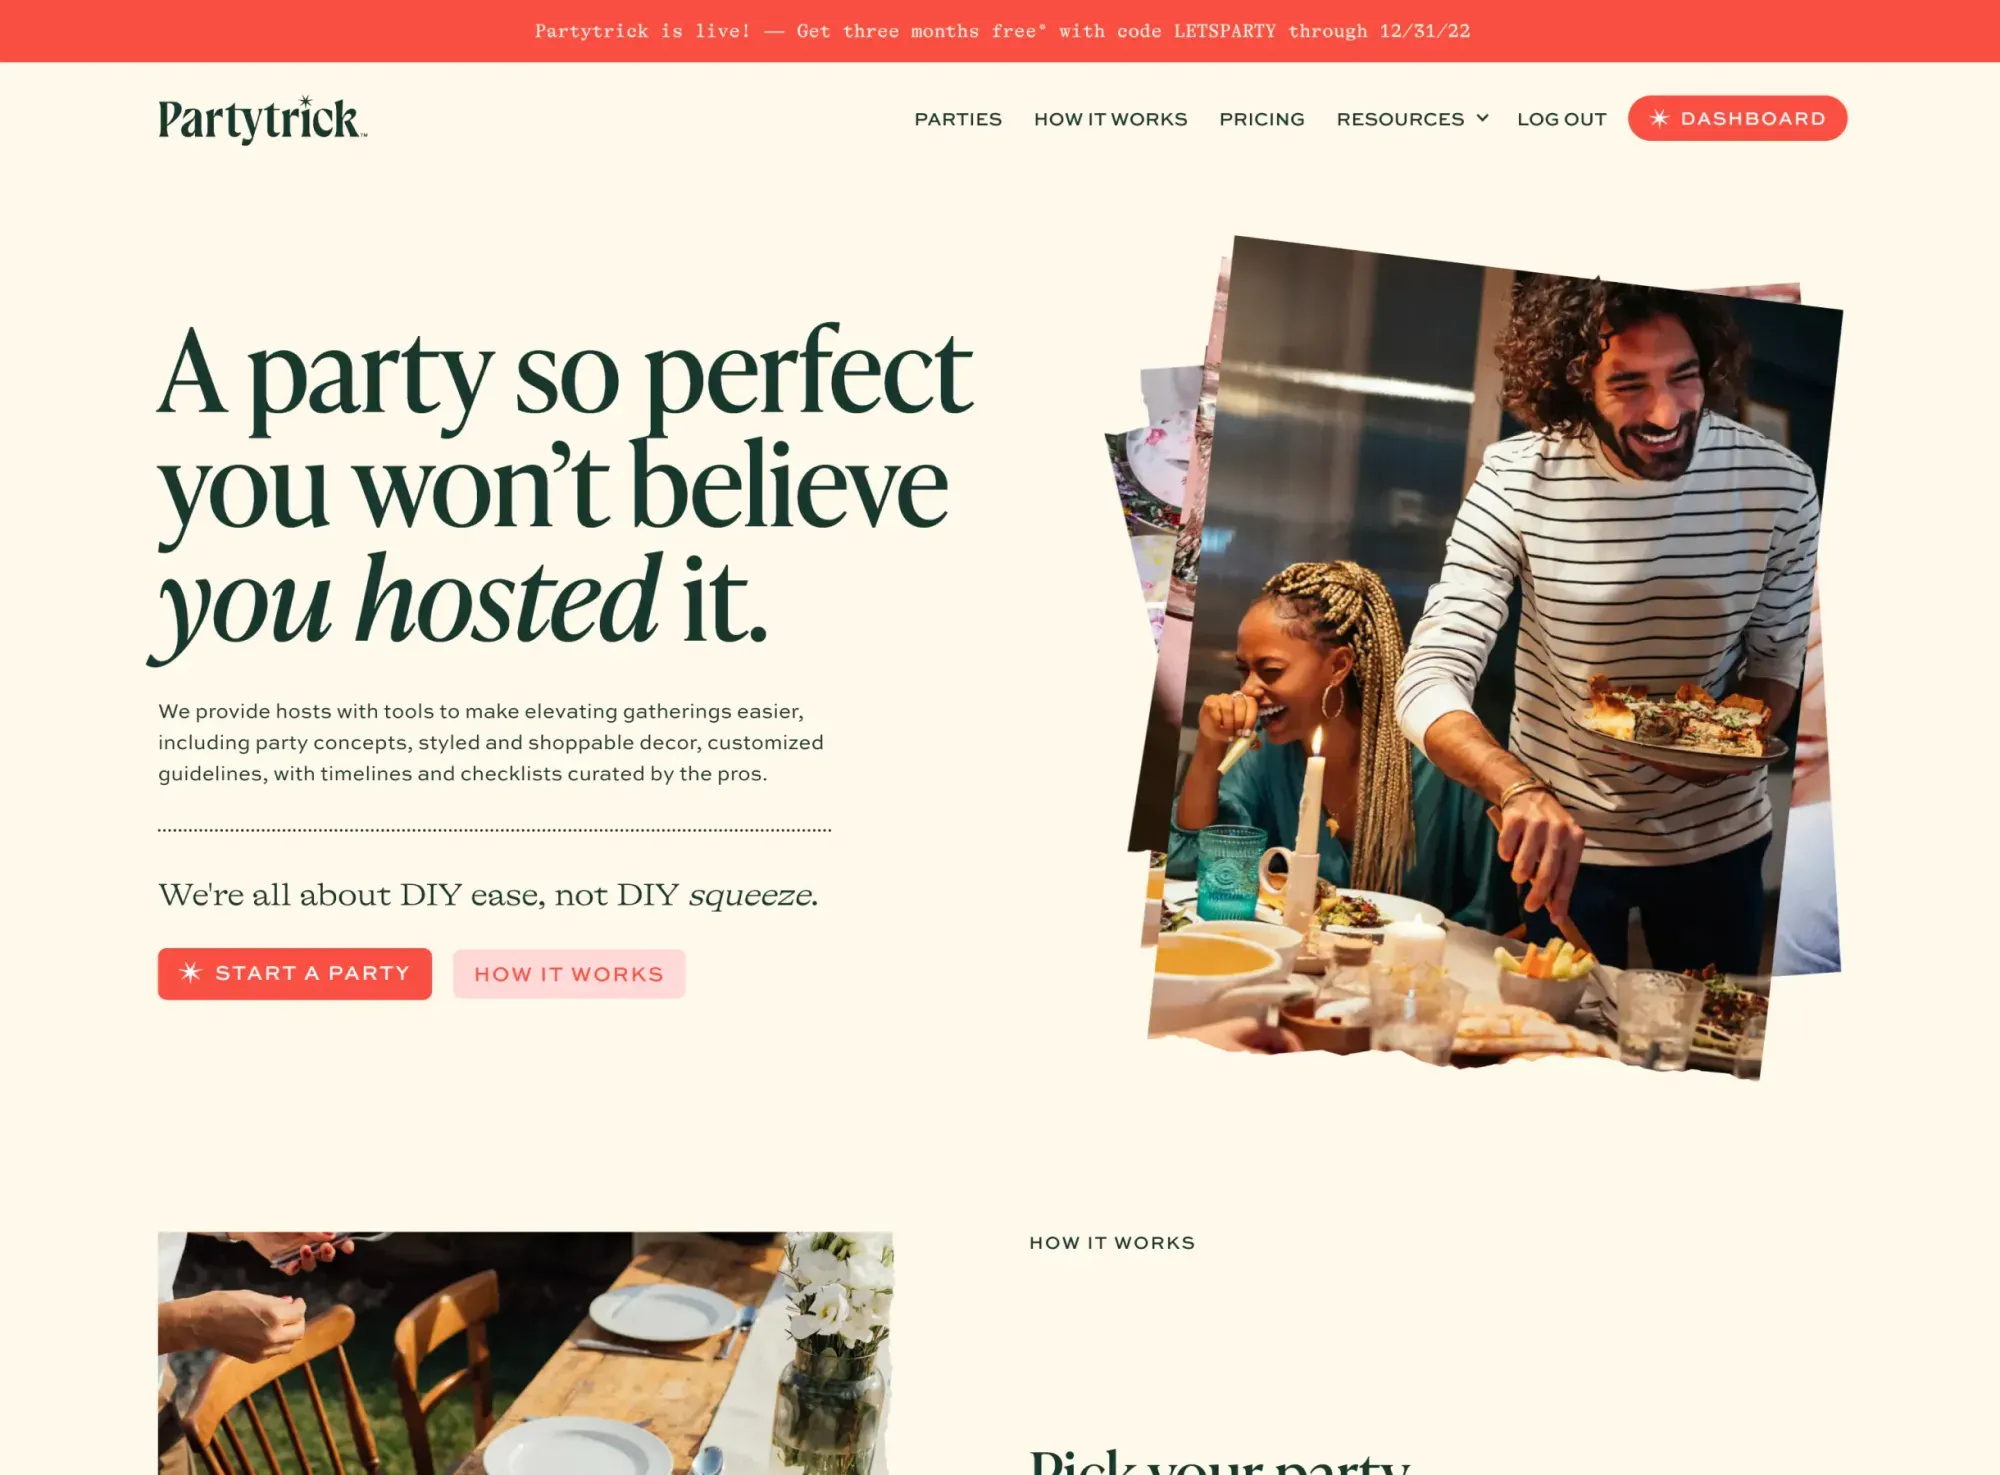 Partytrick is live! — Get three months free* with code LETSPARTY through 12/31/22
Partytrick™
PARTIES HOW IT WORKS PRICING RESOURCES LOG OUT DASHBOARD
A party so perfect
you won’t believe
you hosted it.
We provide hosts with tools to make elevating gatherings easier,
including party concepts, styled and shoppable decor, customized
guidelines, with timelines and checklists curated by the pros.
We're all about DIY ease, not DIY squeeze.
START A PARTY HOW IT WORKS
HOW IT WORKS
Pick your party